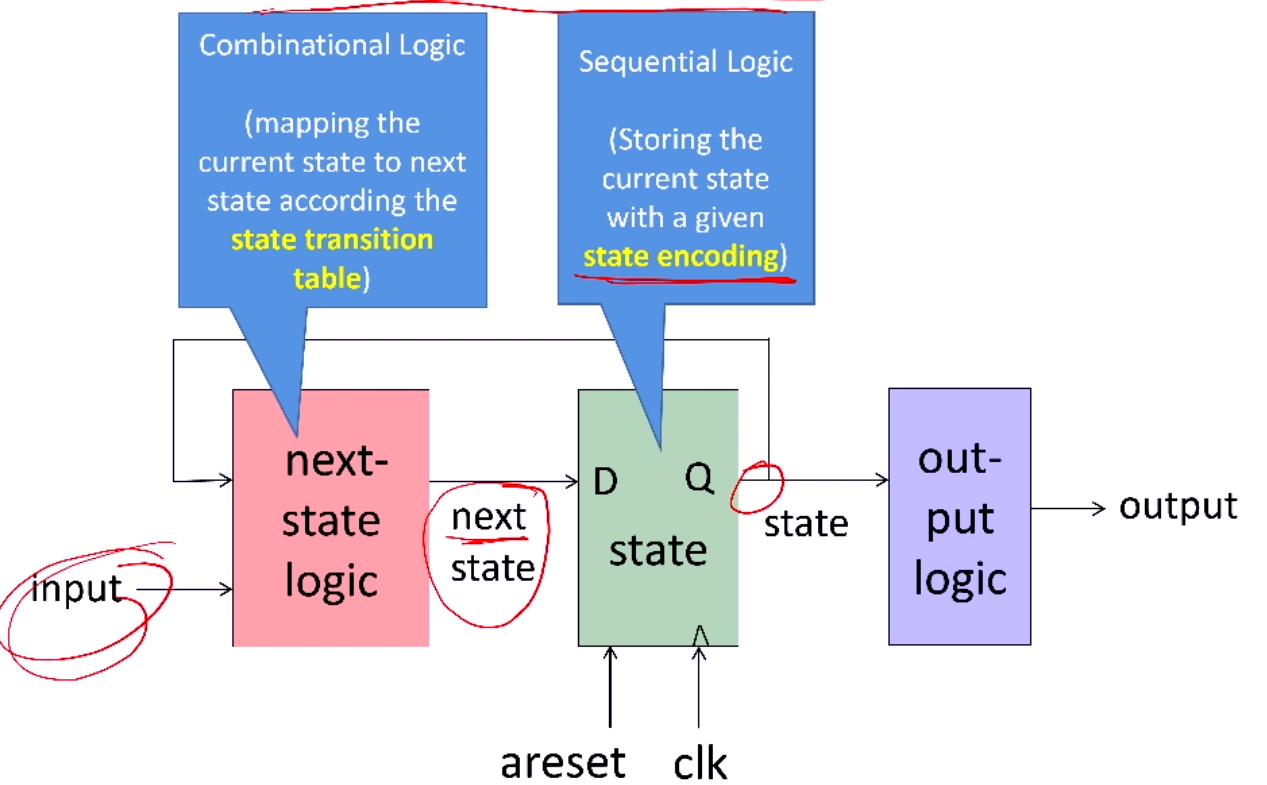 Combinational Logic
(mapping the
current state to next
state according the
state transition
table)
Sequential Logic
(Storing the
current state
with a given
state encoding)
next-
state
logic
input
next
state
D Q
state
state
out-
put
logic
output
areset clk